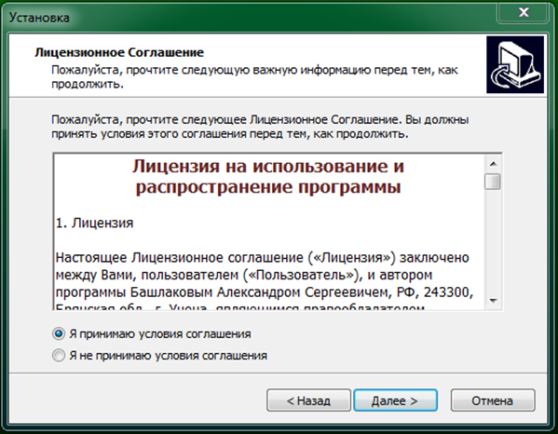 Установка
Лицензионное Соглашение
Пожалуйста, прочтите следующую важную информацию перед тем, как
продолжить.
Пожалуйста, прочтите следующее Лицензионное Соглашение. Вы должны
принять условия этого соглашения перед тем, как продолжить.
Лицензия на использование и
распространение программы
1. Лицензия
Настоящее Лицензионное соглашение («Лицензия») заключено
между Вами, пользователем («Пользователь»), и автором
программы Башлаковым Александром Сергеевичем, РФ, 243300,
Брянская обл., г. Унеча, являющимся правообладателем
Я принимаю условия соглашения
Я не принимаю условия соглашения
< Назад
Далее >
Отмена